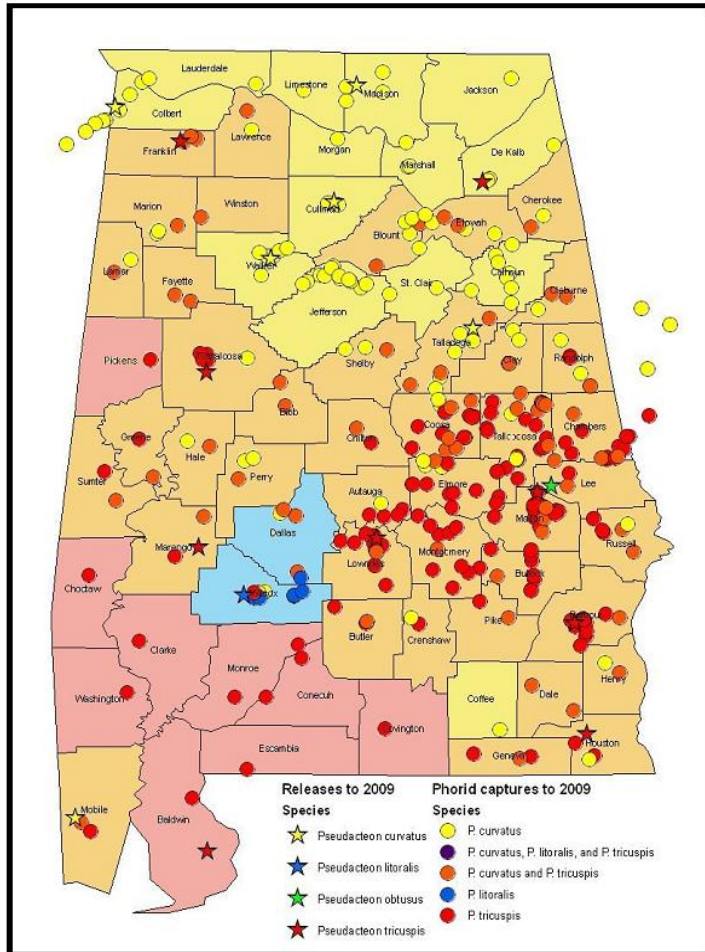 Lauderdale
Limestone
Madison
Jackson
Colbert
Lawrence
Franklin
Morgan
Marshall
De Kalb
Cherokee
Marion
Winston
Cullman
Blount
Etowah
Walker
Lamar
Fayette
St. Clair
Calhoun
Cleburne
Jefferson
Talladega
Pickens
Tuscaloosa
Shelby
Clay
Randolph
Bibb
Coosa
Tallapoosa
Chambers
Greene
Chilton
Hale
Perry
Sumter
Autauga
Elmore
Lee
Macon
Dallas
Marengo
Lowndes
Montgomery
Russell
Bullock
Choctaw
Wilcox
Butler
Crenshaw
Pike
Barbour
Clarke
Monroe
Conecuh
Washington
Coffee
Dale
Henry
Covington
Escambia
Geneva
Houston
Mobile
Baldwin
Releases to 2009
Species
Pseudacteon curvatus
Pseudacteon litoralis
Pseudacteon obtusus
Pseudacteon tricuspis
Phorid captures to 2009
Species
P. curvatus
P. curvatus, P. litoralis, and P. tricuspis
P. curvatus and P. tricuspis
P. litoralis
P. tricuspis